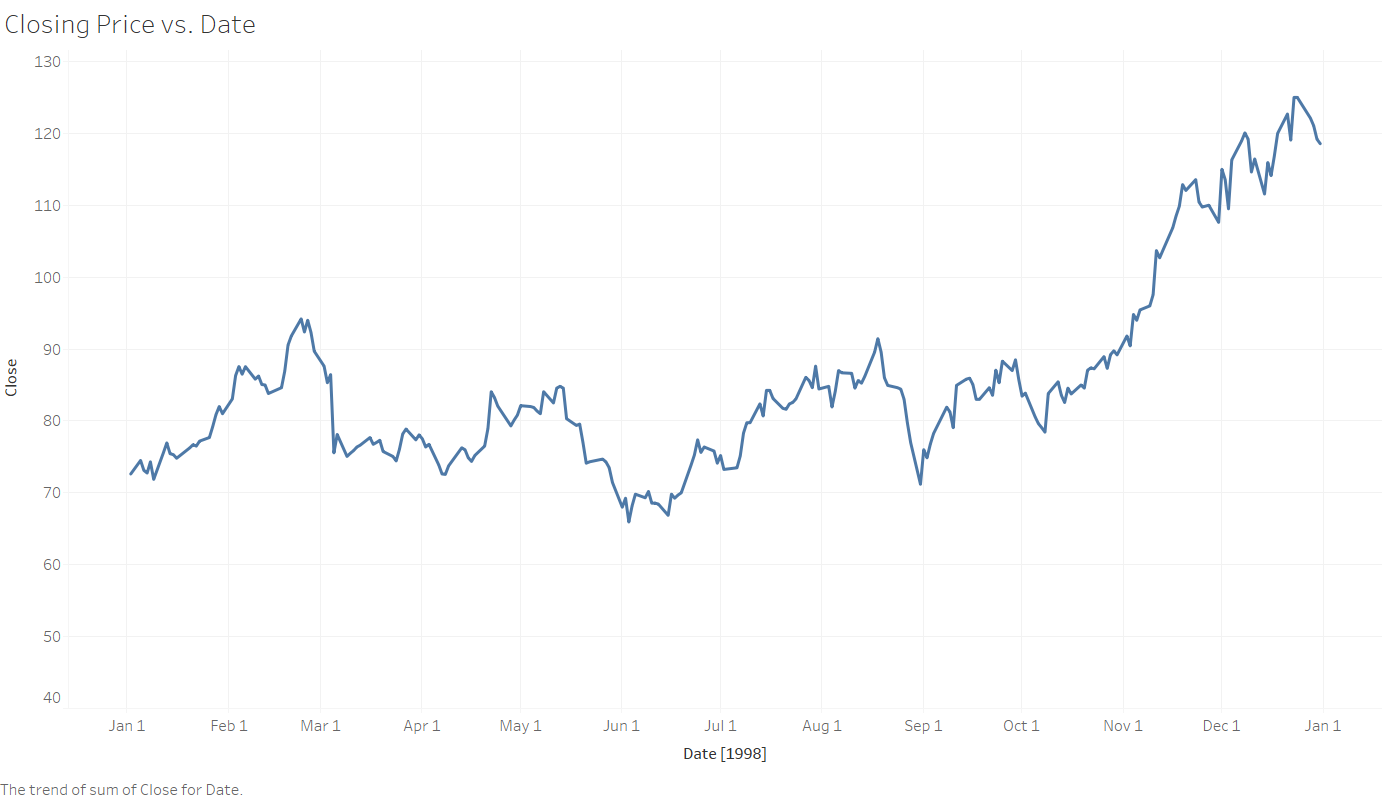 Closing Price vs. Date
130
120
110
100
90
80
70
60
50
40
Close
Jan 1 Feb 1 Mar 1 Apr 1 May 1 Jun 1 Jul 1 Aug 1 Sep 1 Oct 1 Nov 1 Dec 1 Jan 1
Date [1998]
The trend of sum of Close for Date.